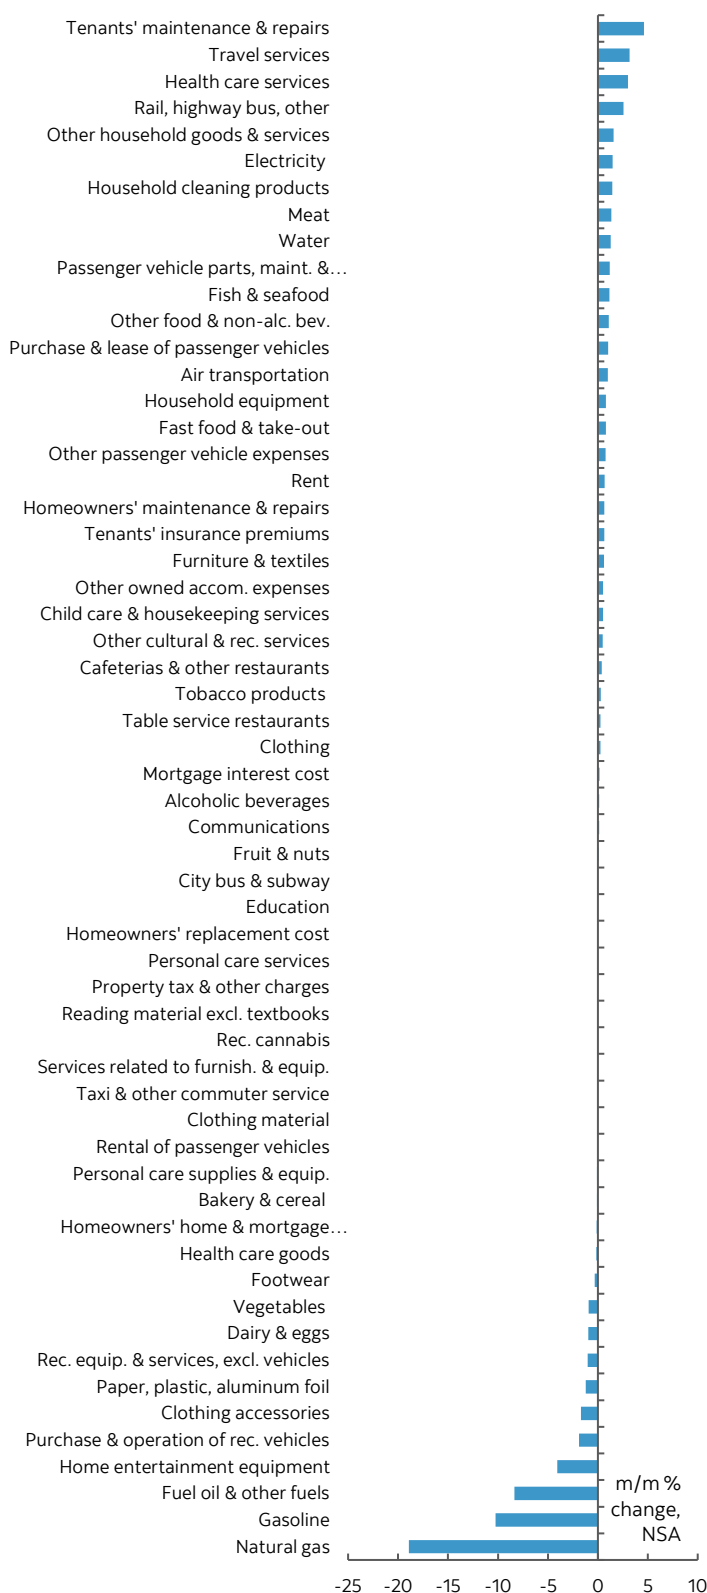 Tenants' maintenance & repairs
Travel services
Health care services
Rail, highway bus, other
Other household goods & services
Electricity
Household cleaning products
Meat
Water
Passenger vehicle parts, maint. &…
Fish & seafood
Other food & non-alc. bev.
Purchase & lease of passenger vehicles
Air transportation
Household equipment
Fast food & take-out
Other passenger vehicle expenses
Rent
Homeowners' maintenance & repairs
Tenants' insurance premiums
Furniture & textiles
Other owned accom. expenses
Child care & housekeeping services
Other cultural & rec. services
Cafeterias & other restaurants
Tobacco products
Table service restaurants
Clothing
Mortgage interest cost
Alcoholic beverages
Communications
Fruit & nuts
City bus & subway
Education
Homeowners' replacement cost
Personal care services
Property tax & other charges
Reading material excl. textbooks
Rec. cannabis
Services related to furnish. & equip.
Taxi & other commuter service
Clothing material
Rental of passenger vehicles
Personal care supplies & equip.
Bakery & cereal
Homeowners' home & mortgage…
Health care goods
Footwear
Vegetables
Dairy & eggs
Rec. equip. & services, excl. vehicles
Paper, plastic, aluminum foil
Clothing accessories
Purchase & operation of rec. vehicles
Home entertainment equipment
Fuel oil & other fuels
Gasoline
Natural gas
m/m %
change,
NSA
-25 -20 -15 -10 -5 0 5 10